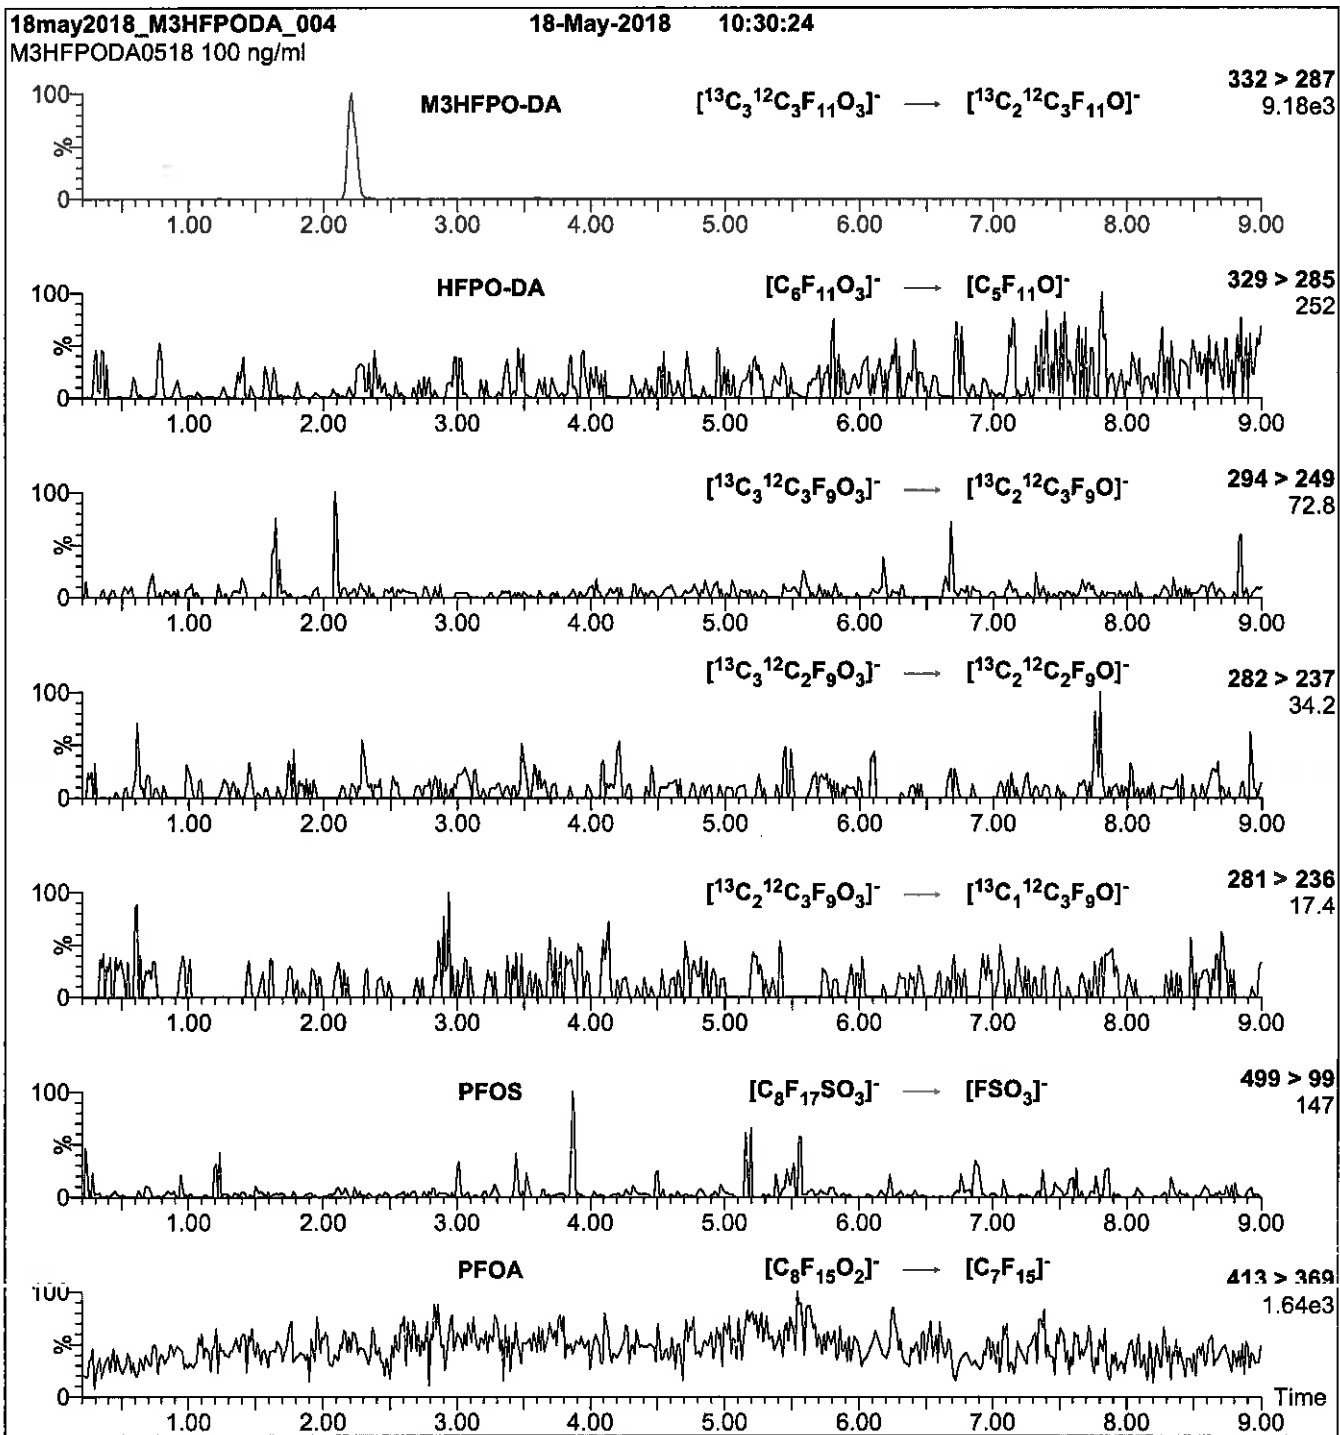 18may2018_M3HFPODA_004 18-May-2018 10:30:24
M3HFPODA0518 100 ng/ml
332 > 287
100 M3HFPO-DA [¹³C₃¹²C₃F₁₁O₃]⁻ → [¹³C₂¹²C₃F₁₁O]⁻ 9.18e3
%
0
1.00 2.00 3.00 4.00 5.00 6.00 7.00 8.00 9.00
HFPO-DA [C₆F₁₁O₃]⁻ → [C₅F₁₁O]⁻ 329 > 285
100 252
%
0
1.00 2.00 3.00 4.00 5.00 6.00 7.00 8.00 9.00
[¹³C₃¹²C₃F₉O₃]⁻ → [¹³C₂¹²C₃F₉O]⁻ 294 > 249
100 72.8
%
0
1.00 2.00 3.00 4.00 5.00 6.00 7.00 8.00 9.00
[¹³C₃¹²C₂F₉O₃]⁻ → [¹³C₂¹²C₂F₉O]⁻ 282 > 237
100 34.2
%
0
1.00 2.00 3.00 4.00 5.00 6.00 7.00 8.00 9.00
[¹³C₂¹²C₃F₉O₃]⁻ → [¹³C₁¹²C₃F₉O]⁻ 281 > 236
100 17.4
%
0
1.00 2.00 3.00 4.00 5.00 6.00 7.00 8.00 9.00
PFOS [C₈F₁₇SO₃]⁻ → [FSO₃]⁻ 499 > 99
100 147
%
0
1.00 2.00 3.00 4.00 5.00 6.00 7.00 8.00 9.00
PFOA [C₈F₁₅O₂]⁻ → [C₇F₁₅]⁻ 413 > 369
100 1.64e3
%
0 Time
1.00 2.00 3.00 4.00 5.00 6.00 7.00 8.00 9.00